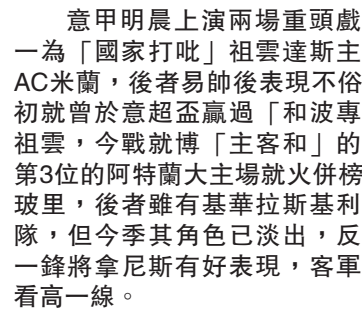 意甲明晨上演兩場重頭戲
一為「國家打吡」祖雲達斯主
AC米蘭，後者易帥後表現不俗
初就曾於意超盃贏過「和波專
祖雲，今戰就博「主客和」的
第3位的阿特蘭大主場就火併榜
玻里，後者雖有基華拉斯基利
隊，但今季其角色已淡出，反
一鋒將拿尼斯有好表現，客軍
看高一線。